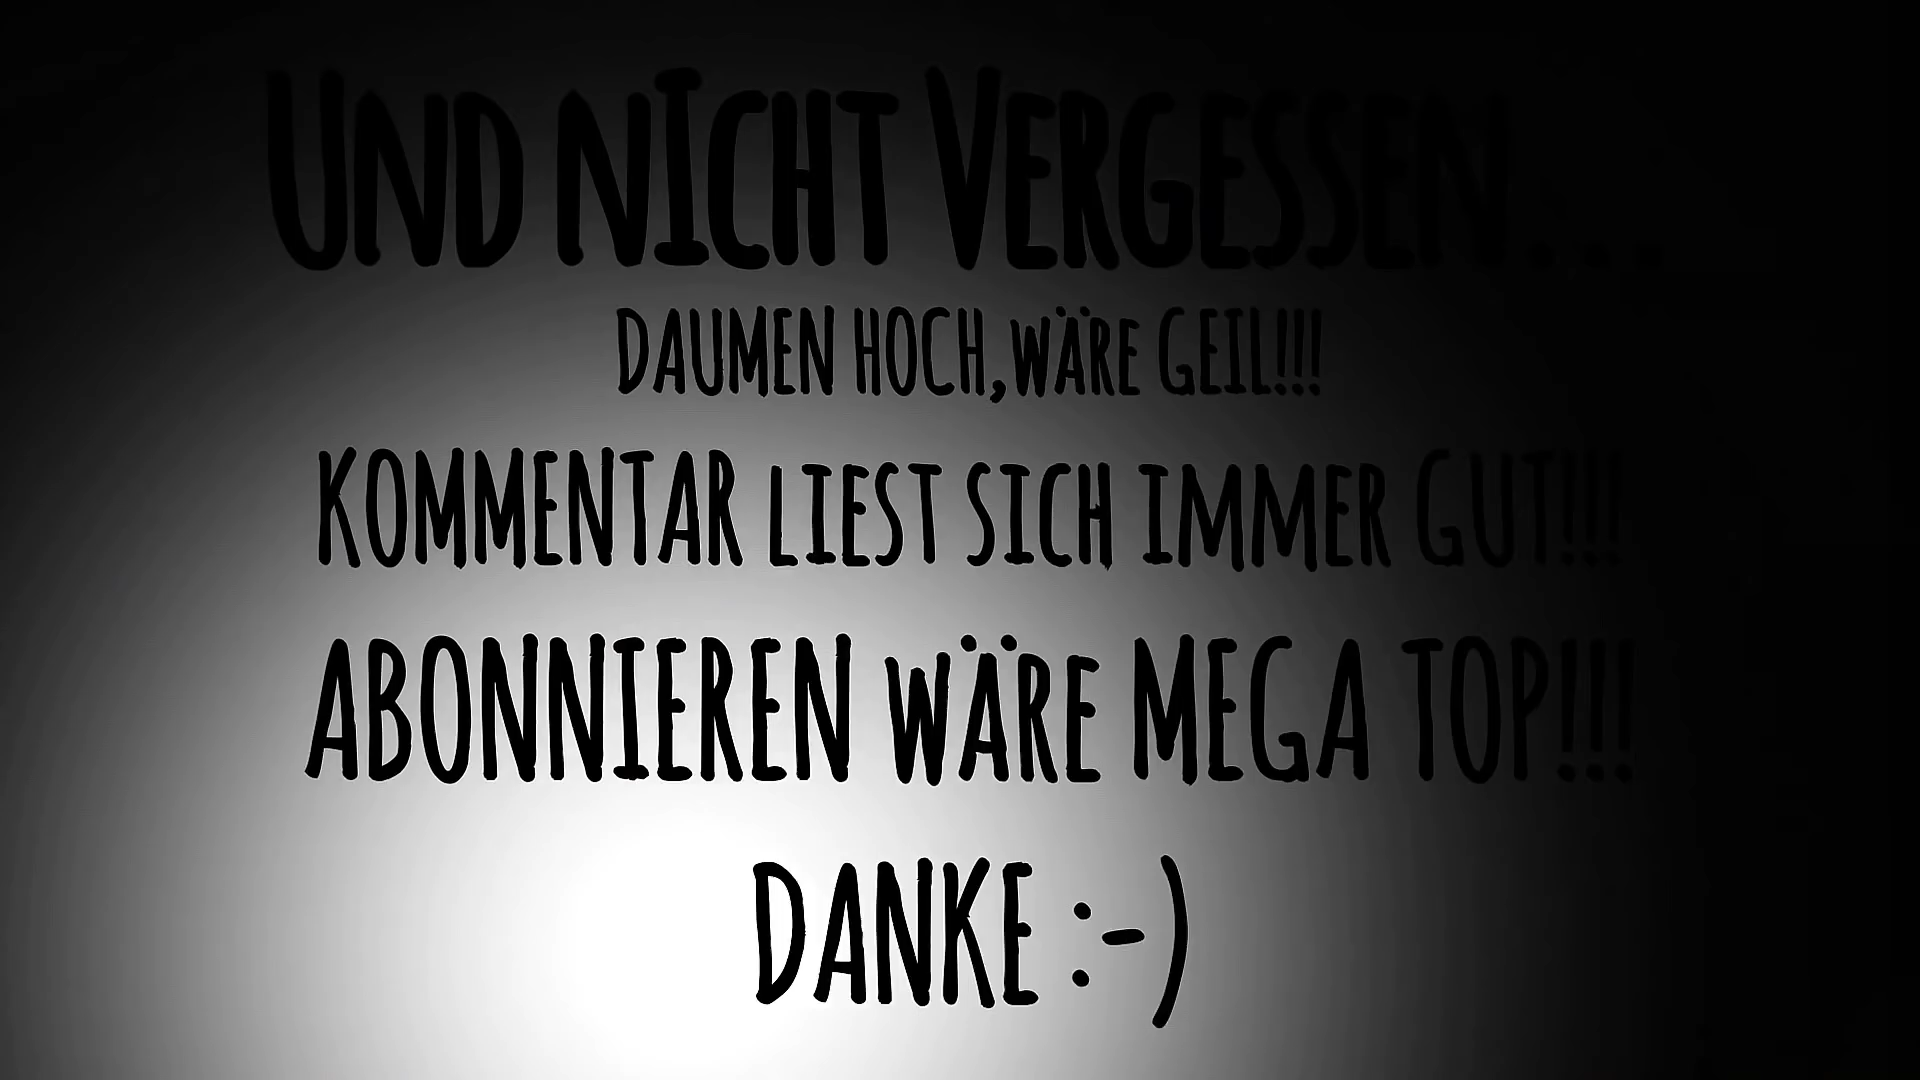 UND NICHT VERGESSEN...
DAUMEN HOCH,WÄRE GEIL!!!
KOMMENTAR LIEST SICH IMMER GUT!!!
ABONNIEREN WÄRE MEGA TOP!!!
DANKE :-)